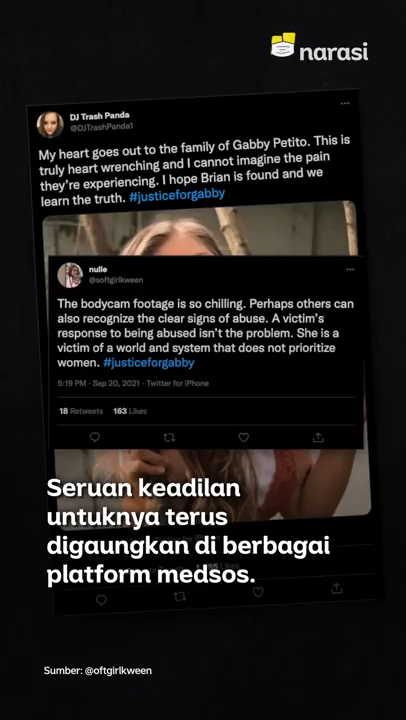 narasi
DJ Trash Panda
@DJTrashPanda1
My heart goes out to the family of Gabby Petito. This is
truly heart wrenching and I cannot imagine the pain
they're experiencing. I hope Brian is found and we
learn the truth. #justiceforgabby
nulle
@softgirlkween
The bodycam footage is so chilling. Perhaps others can
also recognize the clear signs of abuse. A victim's
response to being abused isn't the problem. She is a
victim of a world and system that does not prioritize
women. #justiceforgabby
5:19 PM · Sep 20, 2021 · Twitter for iPhone
18 Retweets 163 Likes
Seruan keadilan
untuknya terus
digaungkan di berbagai
platform medsos.
Sumber: @oftgirlkween